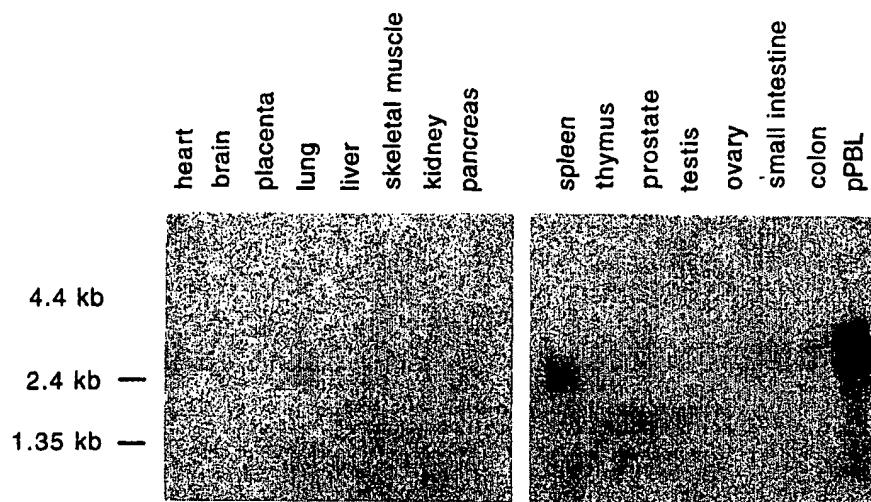 heart
brain
placenta
lung
liver
skeletal muscle
kidney
pancreas
spleen
thymus
prostate
testis
ovary
small intestine
colon
pPBL
4.4 kb
2.4 kb
1.35 kb